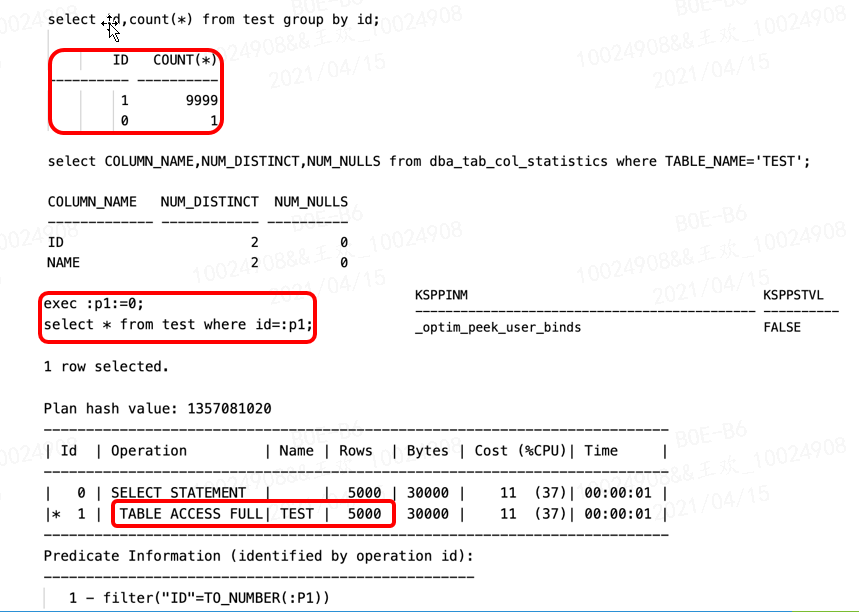 select id,count(*) from test group by id;
ID COUNT(*)
---------- ----------
1 9999
0 1
select COLUMN_NAME,NUM_DISTINCT,NUM_NULLS from dba_tab_col_statistics where TABLE_NAME='TEST';
COLUMN_NAME NUM_DISTINCT NUM_NULLS
------------- ------------ ----------
ID 2 0
NAME 2 0
exec :p1:=0;
select * from test where id=:p1;
KSPPINM KSPPSTVL
---------------------------------------- ----------
_optim_peek_user_binds FALSE
1 row selected.
Plan hash value: 1357081020
--------------------------------------------------------------------------
| Id | Operation | Name | Rows | Bytes | Cost (%CPU)| Time |
--------------------------------------------------------------------------
| 0 | SELECT STATEMENT | | 5000 | 30000 | 11 (37)| 00:00:01 |
|* 1 | TABLE ACCESS FULL| TEST | 5000 | 30000 | 11 (37)| 00:00:01 |
--------------------------------------------------------------------------
Predicate Information (identified by operation id):
---------------------------------------------------
1 - filter("ID"=TO_NUMBER(:P1))
BOE-B6
10024908&&王欢_10024908
2021/04/15